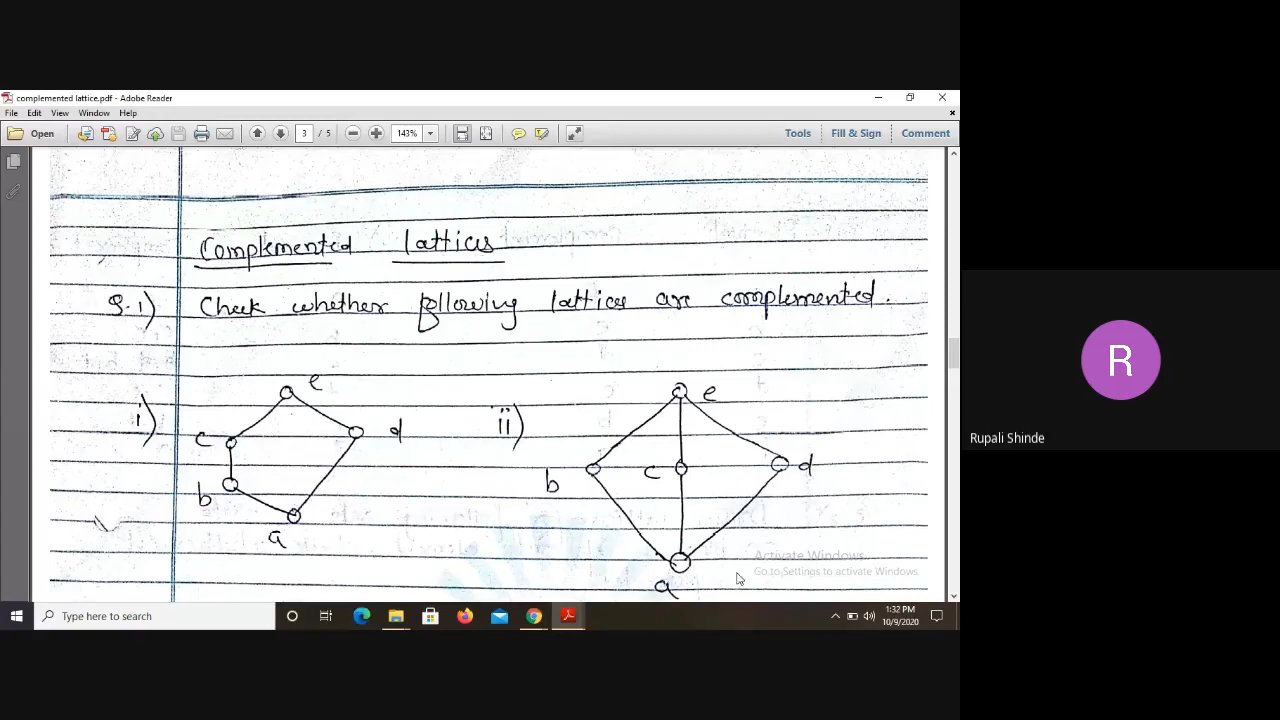 complemented lattice.pdf - Adobe Reader
File Edit View Window Help
Open 3 / 5 143% Tools Fill & Sign Comment
Complemented lattices
Q.1) Check whether following lattices are complemented.
i) e c d b a
ii) e b c d a
Activate Windows
Go to Settings to activate Windows.
R
Rupali Shinde
Type here to search
1:32 PM
10/9/2020